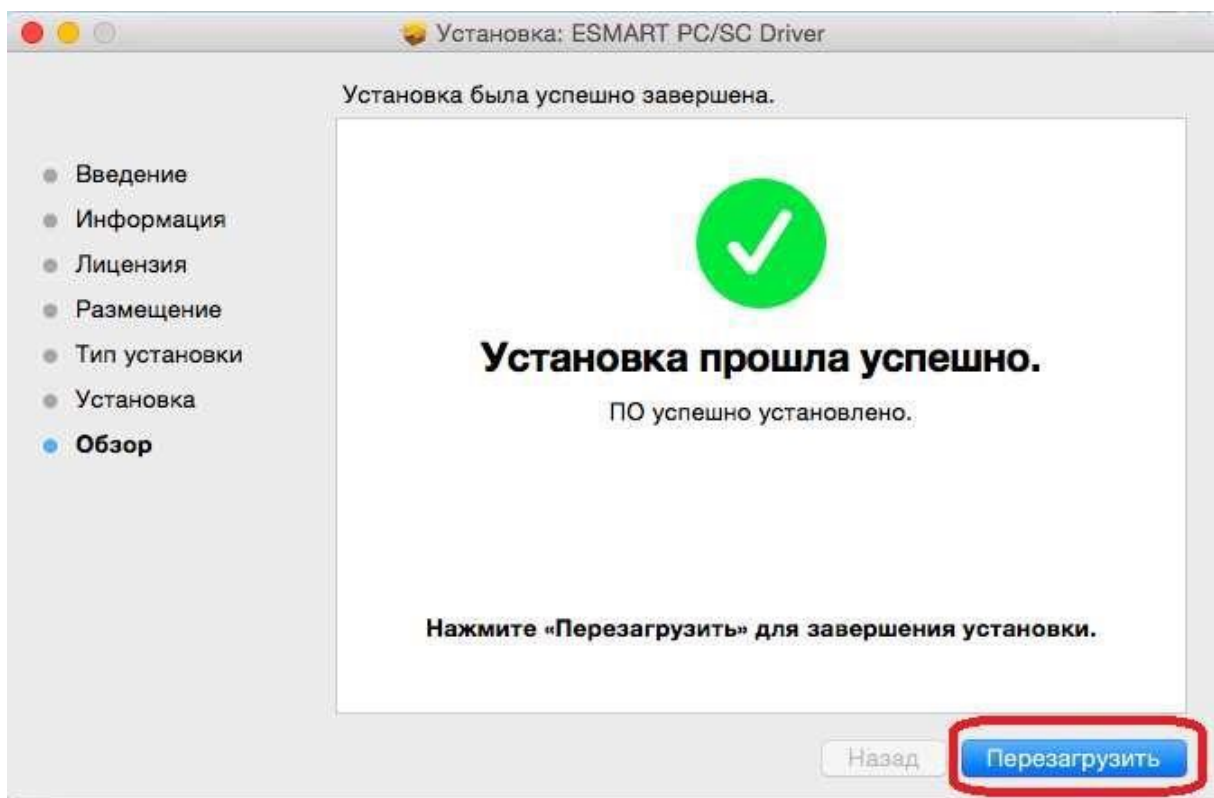 Установка: ESMART PC/SC Driver
Установка была успешно завершена.
Введение
Информация
Лицензия
Размещение
Тип установки
Установка
Обзор
Установка прошла успешно.
ПО успешно установлено.
Нажмите «Перезагрузить» для завершения установки.
Назад
Перезагрузить